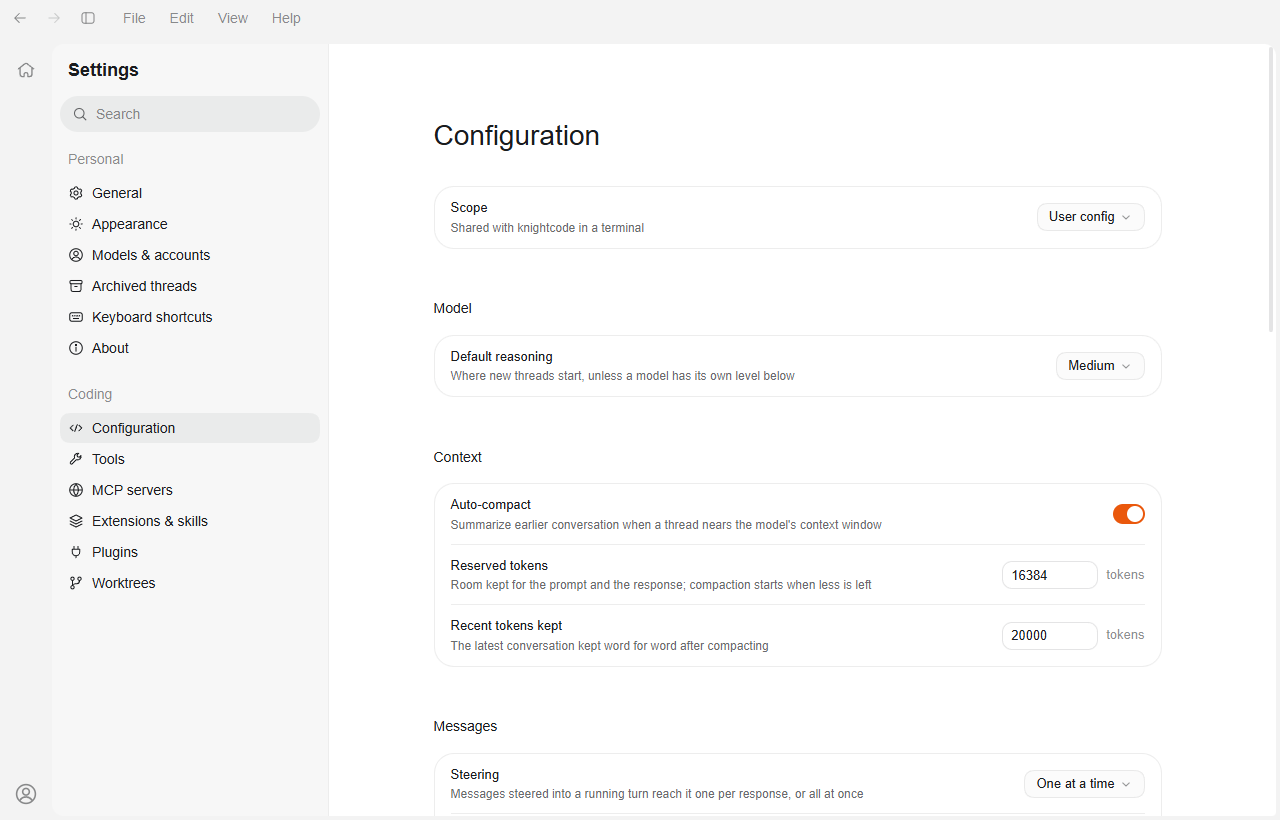 File Edit View Help
Settings
Search
Personal
General
Appearance
Models & accounts
Archived threads
Keyboard shortcuts
About
Coding
Configuration
Tools
MCP servers
Extensions & skills
Plugins
Worktrees
Configuration
Scope
Shared with knightcode in a terminal
User config
Model
Default reasoning
Where new threads start, unless a model has its own level below
Medium
Context
Auto-compact
Summarize earlier conversation when a thread nears the model's context window
Reserved tokens
Room kept for the prompt and the response; compaction starts when less is left
16384 tokens
Recent tokens kept
The latest conversation kept word for word after compacting
20000 tokens
Messages
Steering
Messages steered into a running turn reach it one per response, or all at once
One at a time